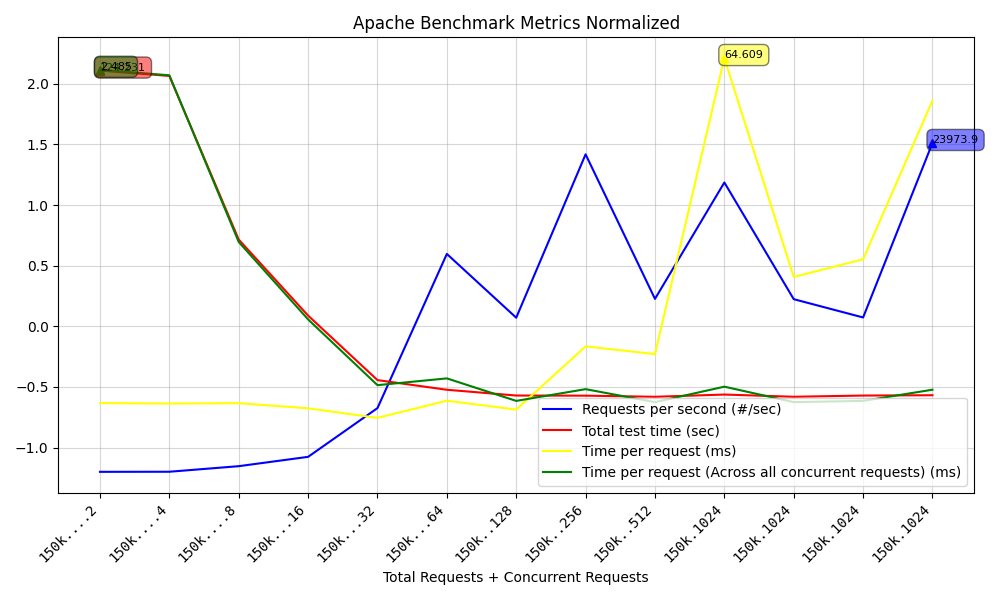 Apache Benchmark Metrics Normalized
64.609
23973.9
2.485
2.0
1.5
1.0
0.5
0.0
−0.5
−1.0
Requests per second (#/sec)
Total test time (sec)
Time per request (ms)
Time per request (Across all concurrent requests) (ms)
150k....2
150k....4
150k....8
150k...16
150k...32
150k...64
150k..128
150k..256
150k..512
150k.1024
150k.1024
150k.1024
150k.1024
Total Requests + Concurrent Requests